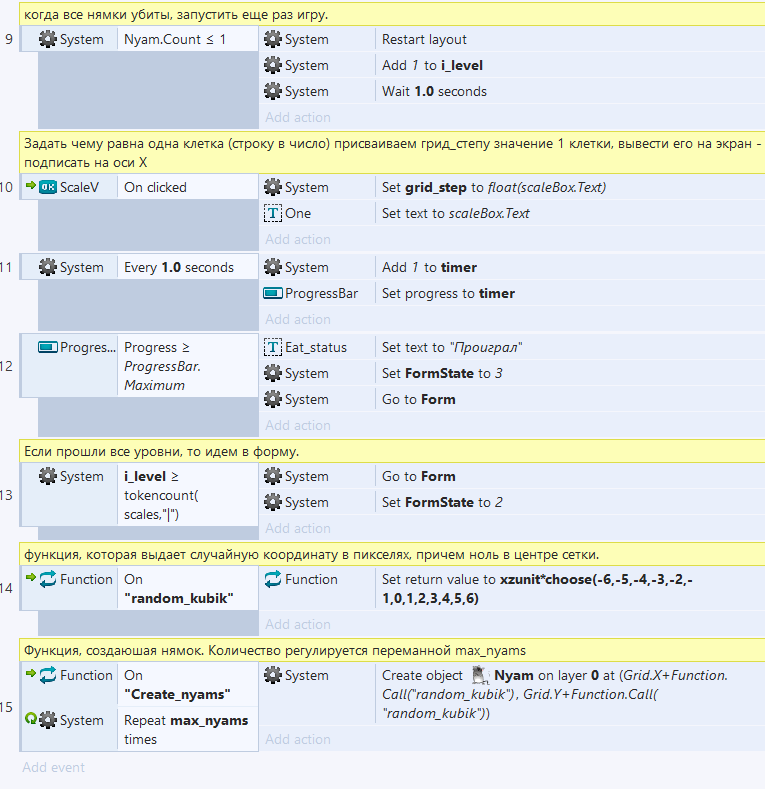 когда все нямки убиты, запустить еще раз игру.
9 System Nyam.Count ≤ 1 System Restart layout
System Add 1 to i_level
System Wait 1.0 seconds
Add action
Задать чему равна одна клетка (строку в число) присваиваем грид_степу значение 1 клетки, вывести его на экран -
подписать на оси X
10 OK ScaleV On clicked System Set grid_step to float(scaleBox.Text)
T One Set text to scaleBox.Text
Add action
11 System Every 1.0 seconds System Add 1 to timer
ProgressBar Set progress to timer
Add action
Progres... Progress ≥ T Eat_status Set text to "Проиграл"
12 ProgressBar. System Set FormState to 3
Maximum System Go to Form
Add action
Если прошли все уровни, то идем в форму.
System i_level ≥ System Go to Form
13 tokencount( System Set FormState to 2
scales,"|") Add action
функция, которая выдает случайную координату в пикселях, причем ноль в центре сетки.
14 Function On Function Set return value to xzunit*choose(-6,-5,-4,-3,-2,-
"random_kubik" 1,0,1,2,3,4,5,6)
Add action
Функция, создюшая нямок. Количество регулируется переманной max_nyams
Function On System Create object Nyam on layer 0 at (Grid.X+Function.
"Create_nyams" Call("random_kubik") , Grid.Y+Function.Call(
15 System Repeat max_nyams "random_kubik"))
times Add action
Add event